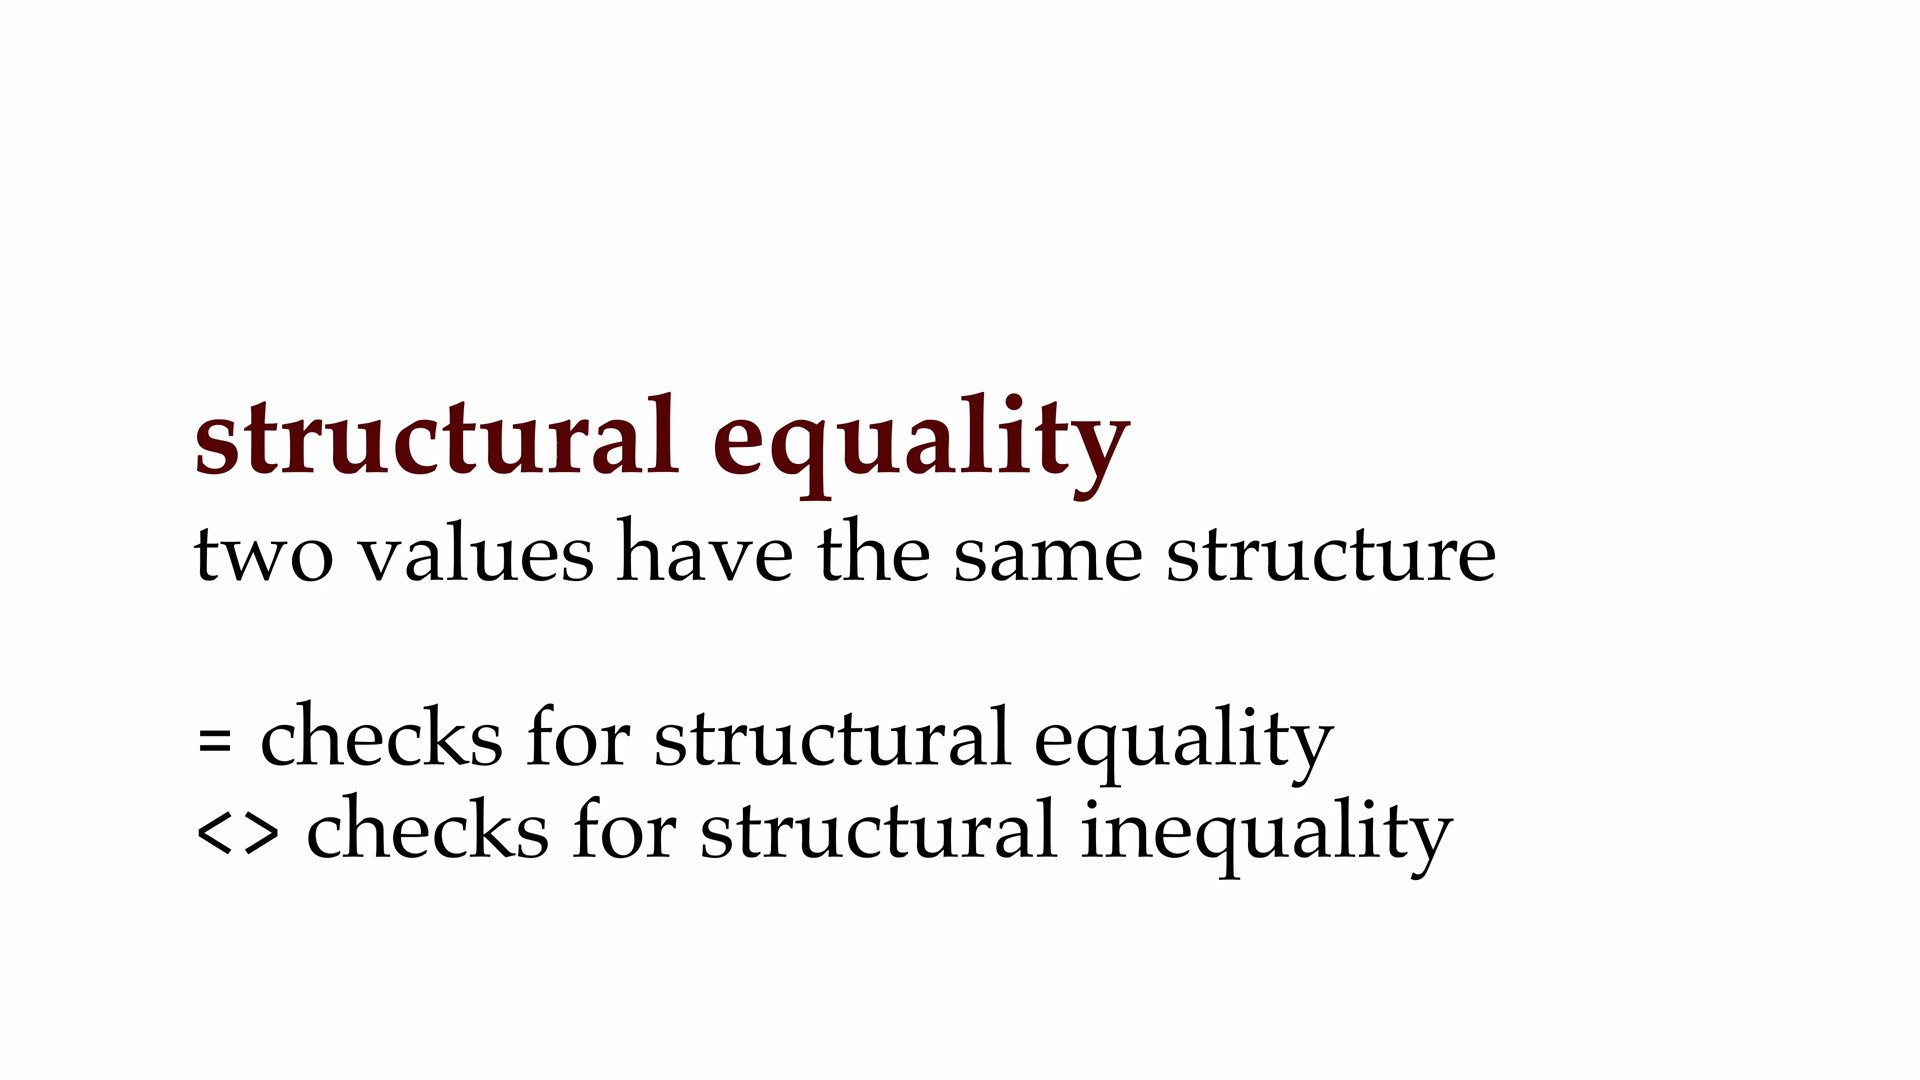 structural equality
two values have the same structure
= checks for structural equality
<> checks for structural inequality